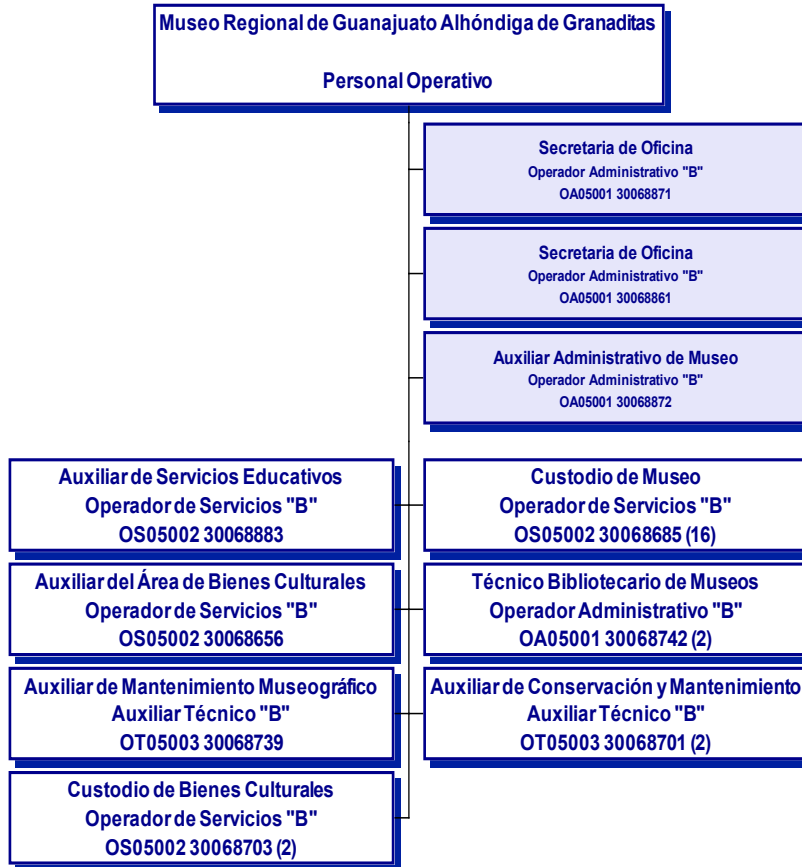 Museo Regional de Guanajuato Alhóndiga de Granaditas
Personal Operativo
Secretaria de Oficina
Operador Administrativo "B"
OA05001 30068871
Secretaria de Oficina
Operador Administrativo "B"
OA05001 30068861
Auxiliar Administrativo de Museo
Operador Administrativo "B"
OA05001 30068872
Auxiliar de Servicios Educativos
Operador de Servicios "B"
OS05002 30068883
Custodio de Museo
Operador de Servicios "B"
OS05002 30068685 (16)
Auxiliar del Área de Bienes Culturales
Operador de Servicios "B"
OS05002 30068656
Técnico Bibliotecario de Museos
Operador Administrativo "B"
OA05001 30068742 (2)
Auxiliar de Mantenimiento Museográfico
Auxiliar Técnico "B"
OT05003 30068739
Auxiliar de Conservación y Mantenimiento
Auxiliar Técnico "B"
OT05003 30068701 (2)
Custodio de Bienes Culturales
Operador de Servicios "B"
OS05002 30068703 (2)